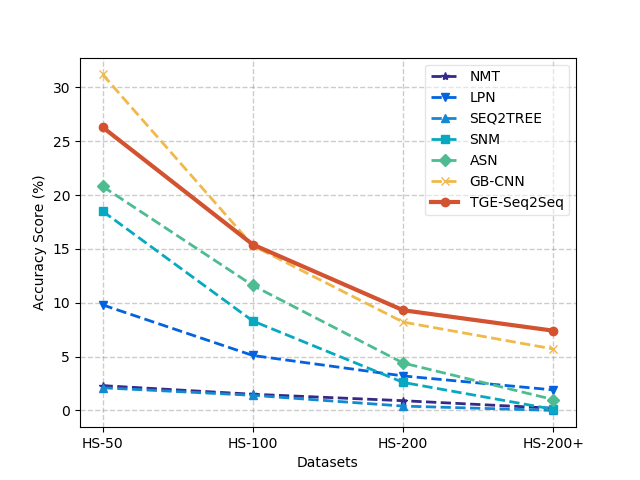 NMT
LPN
SEQ2TREE
SNM
ASN
GB-CNN
TGE-Seq2Seq
Accuracy Score (%)
30
25
20
15
10
5
0
HS-50 HS-100 HS-200 HS-200+
Datasets